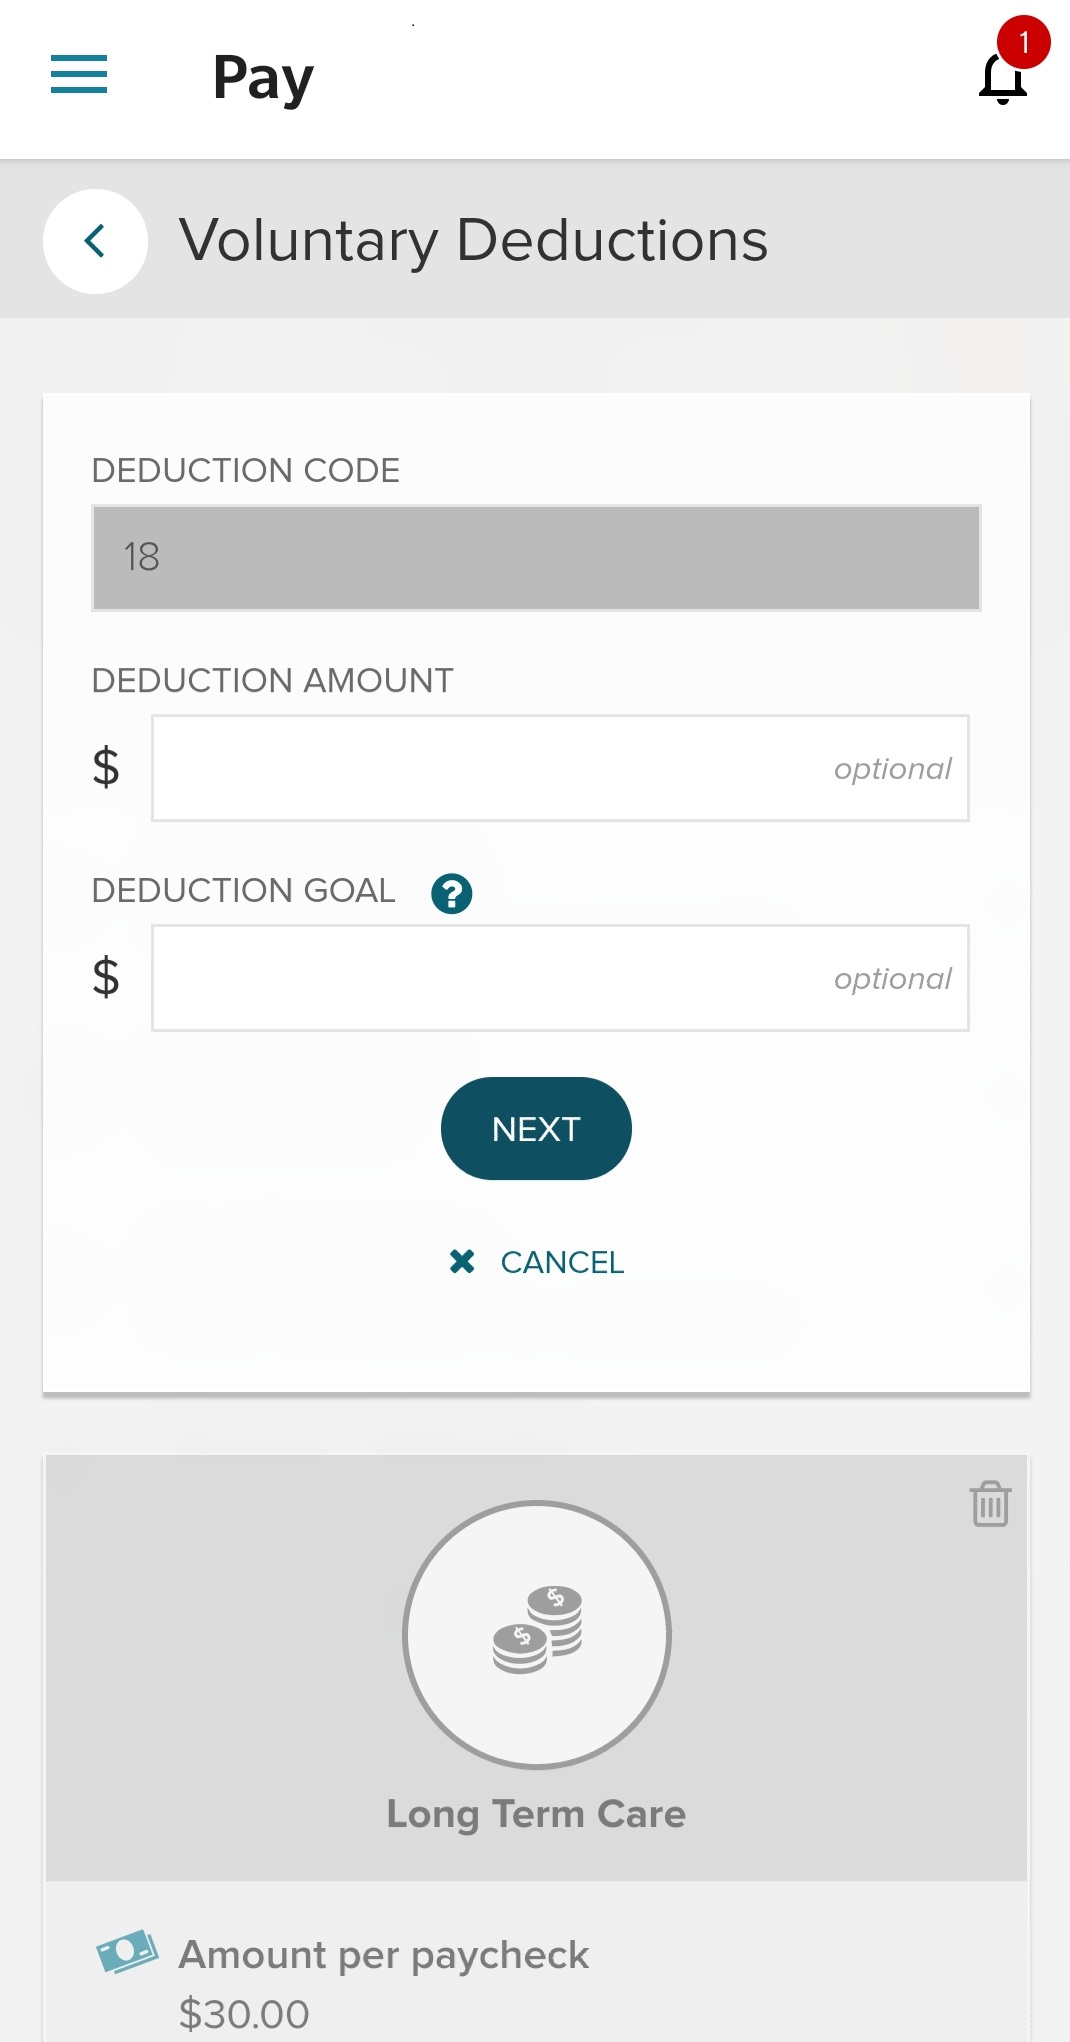 Pay
1
Voluntary Deductions
DEDUCTION CODE
18
DEDUCTION AMOUNT
$ optional
DEDUCTION GOAL ?
$ optional
NEXT
CANCEL
$
$
Long Term Care
Amount per paycheck
$30.00